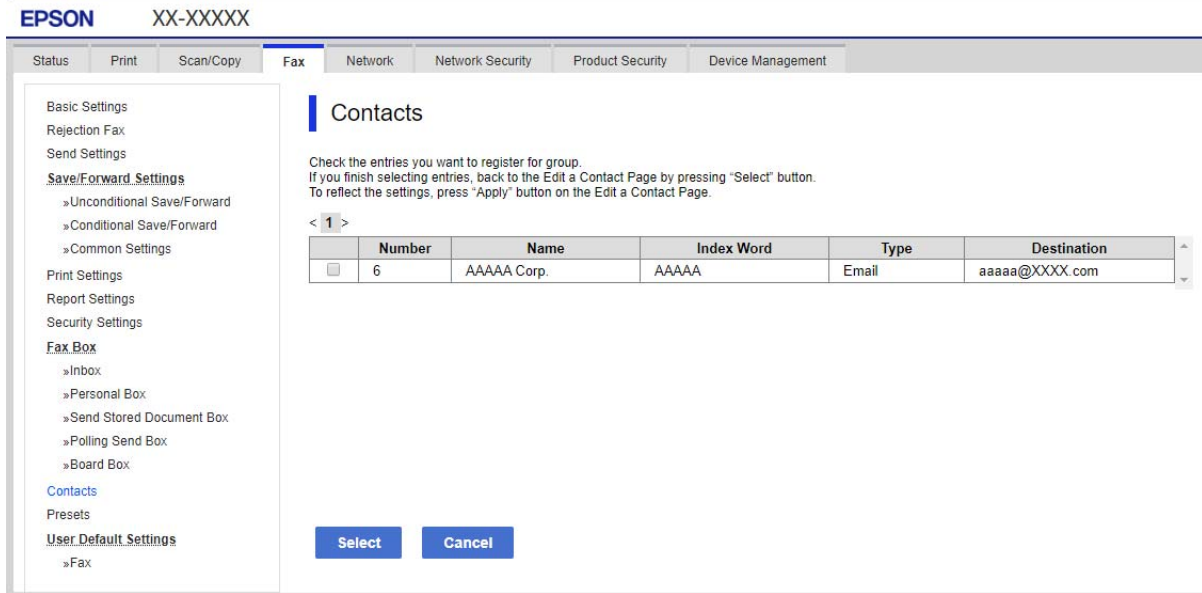 EPSON XX-XXXXX
Status Print Scan/Copy Fax Network Network Security Product Security Device Management
Basic Settings
Rejection Fax
Send Settings
Save/Forward Settings
»Unconditional Save/Forward
»Conditional Save/Forward
»Common Settings
Print Settings
Report Settings
Security Settings
Fax Box
»Inbox
»Personal Box
»Send Stored Document Box
»Polling Send Box
»Board Box
Contacts
Presets
User Default Settings
»Fax
Contacts
Check the entries you want to register for group.
If you finish selecting entries, back to the Edit a Contact Page by pressing “Select” button.
To reflect the settings, press “Apply” button on the Edit a Contact Page.
< 1 >
Number Name Index Word Type Destination
6 AAAAA Corp. AAAAA Email aaaaa@XXXX.com
Select Cancel